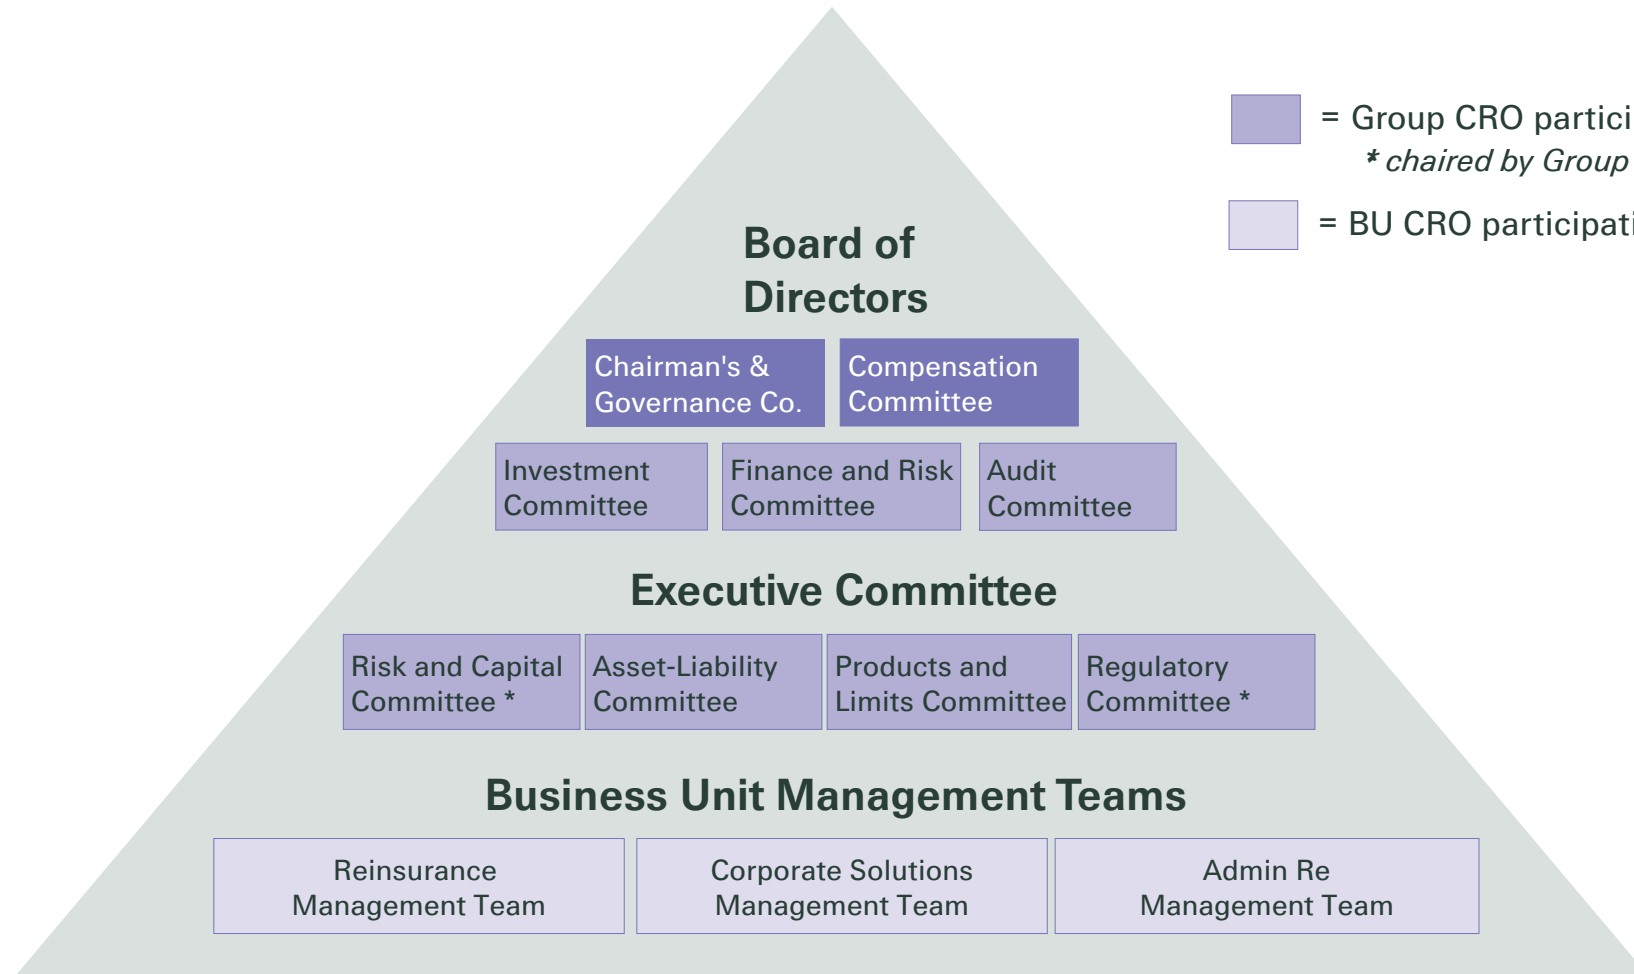 = Group CRO partici
* chaired by Group
= BU CRO participati
Board of
Directors
Chairman's &
Governance Co.
Compensation
Committee
Investment
Committee
Finance and Risk
Committee
Audit
Committee
Executive Committee
Risk and Capital
Committee *
Asset-Liability
Committee
Products and
Limits Committee
Regulatory
Committee *
Business Unit Management Teams
Reinsurance
Management Team
Corporate Solutions
Management Team
Admin Re
Management Team